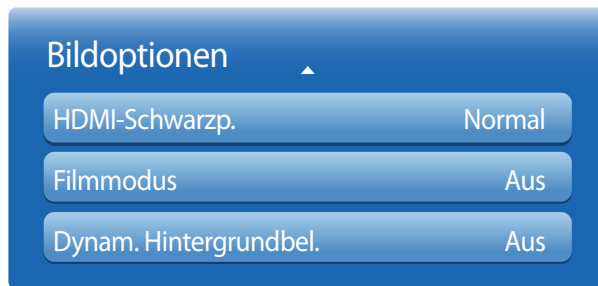 Bildoptionen
HDMI-Schwarzp. Normal
Filmmodus Aus
Dynam. Hintergrundbel. Aus